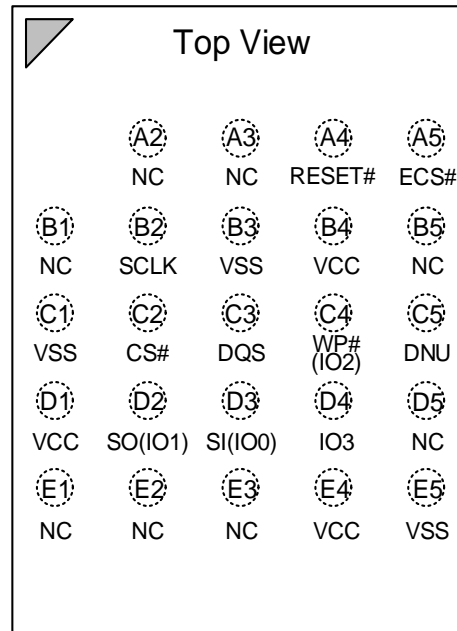 Top View
A2 A3 A4 A5
NC NC RESET# ECS#
B1 B2 B3 B4 B5
NC SCLK VSS VCC NC
C1 C2 C3 C4 C5
VSS CS# DQS WP# DNU
(IO2)
D1 D2 D3 D4 D5
VCC SO(IO1) SI(IO0) IO3 NC
E1 E2 E3 E4 E5
NC NC NC VCC VSS